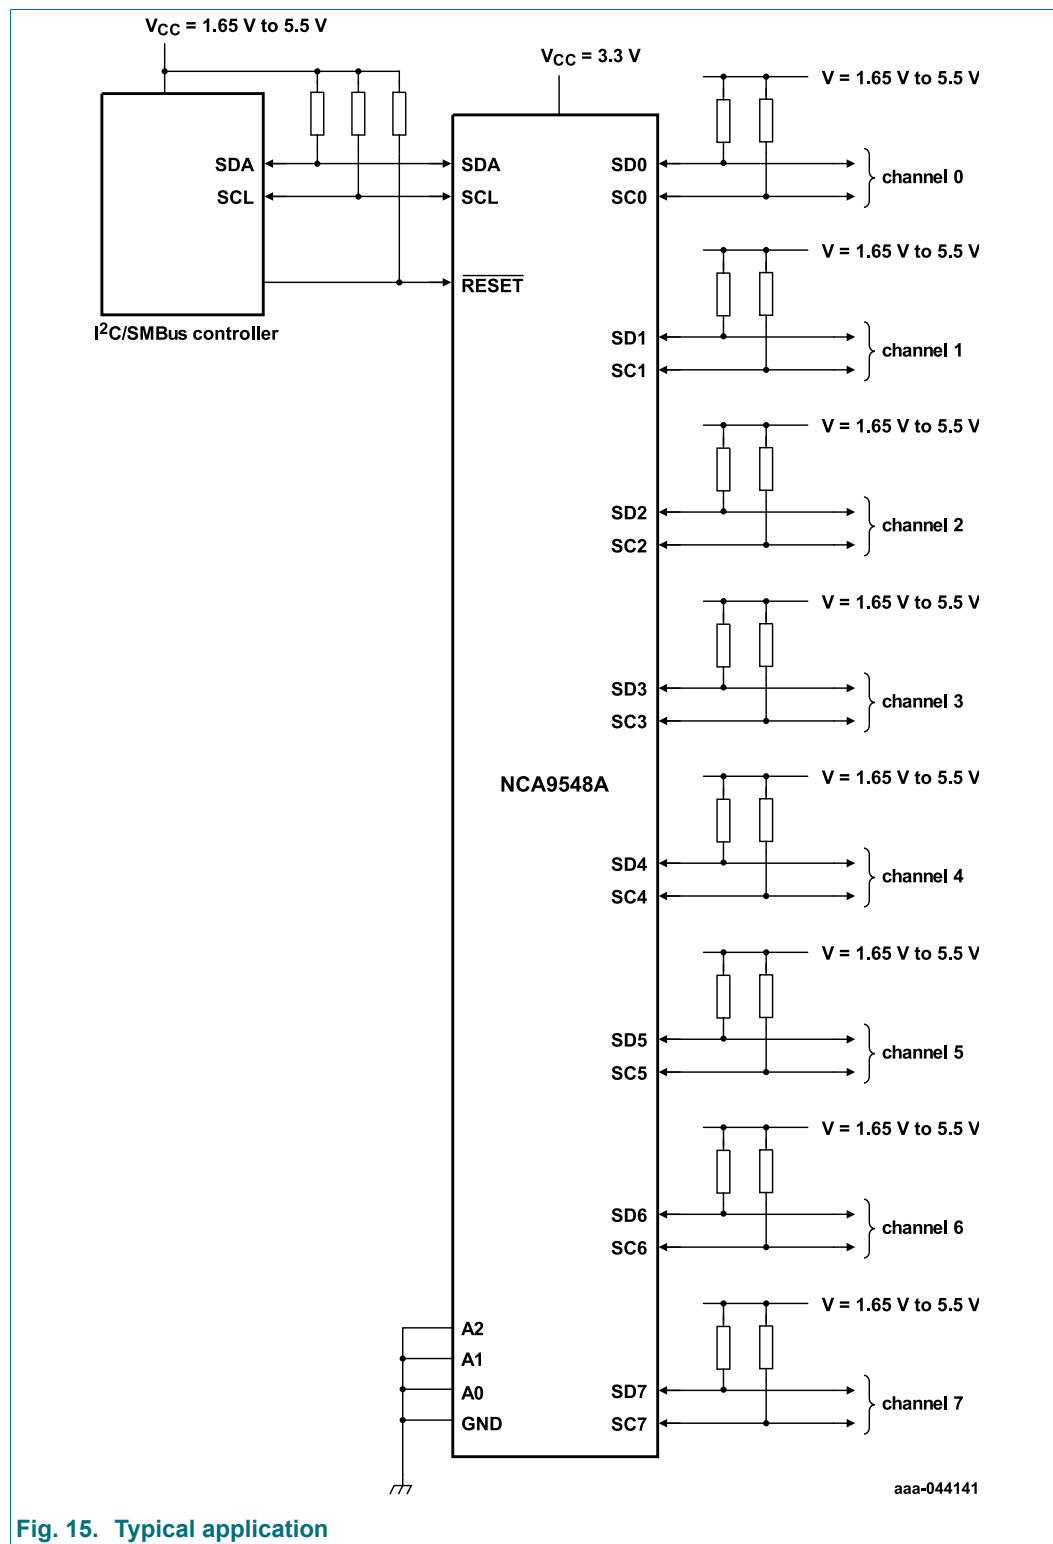 VCC = 1.65 V to 5.5 V
VCC = 3.3 V
SDA
SCL
I2C/SMBus controller
SDA
SCL
RESET
NCA9548A
A2
A1
A0
GND
V = 1.65 V to 5.5 V
SD0
SC0
channel 0
V = 1.65 V to 5.5 V
SD1
SC1
channel 1
V = 1.65 V to 5.5 V
SD2
SC2
channel 2
V = 1.65 V to 5.5 V
SD3
SC3
channel 3
V = 1.65 V to 5.5 V
SD4
SC4
channel 4
V = 1.65 V to 5.5 V
SD5
SC5
channel 5
V = 1.65 V to 5.5 V
SD6
SC6
channel 6
V = 1.65 V to 5.5 V
SD7
SC7
channel 7
aaa-044141
Fig. 15. Typical application